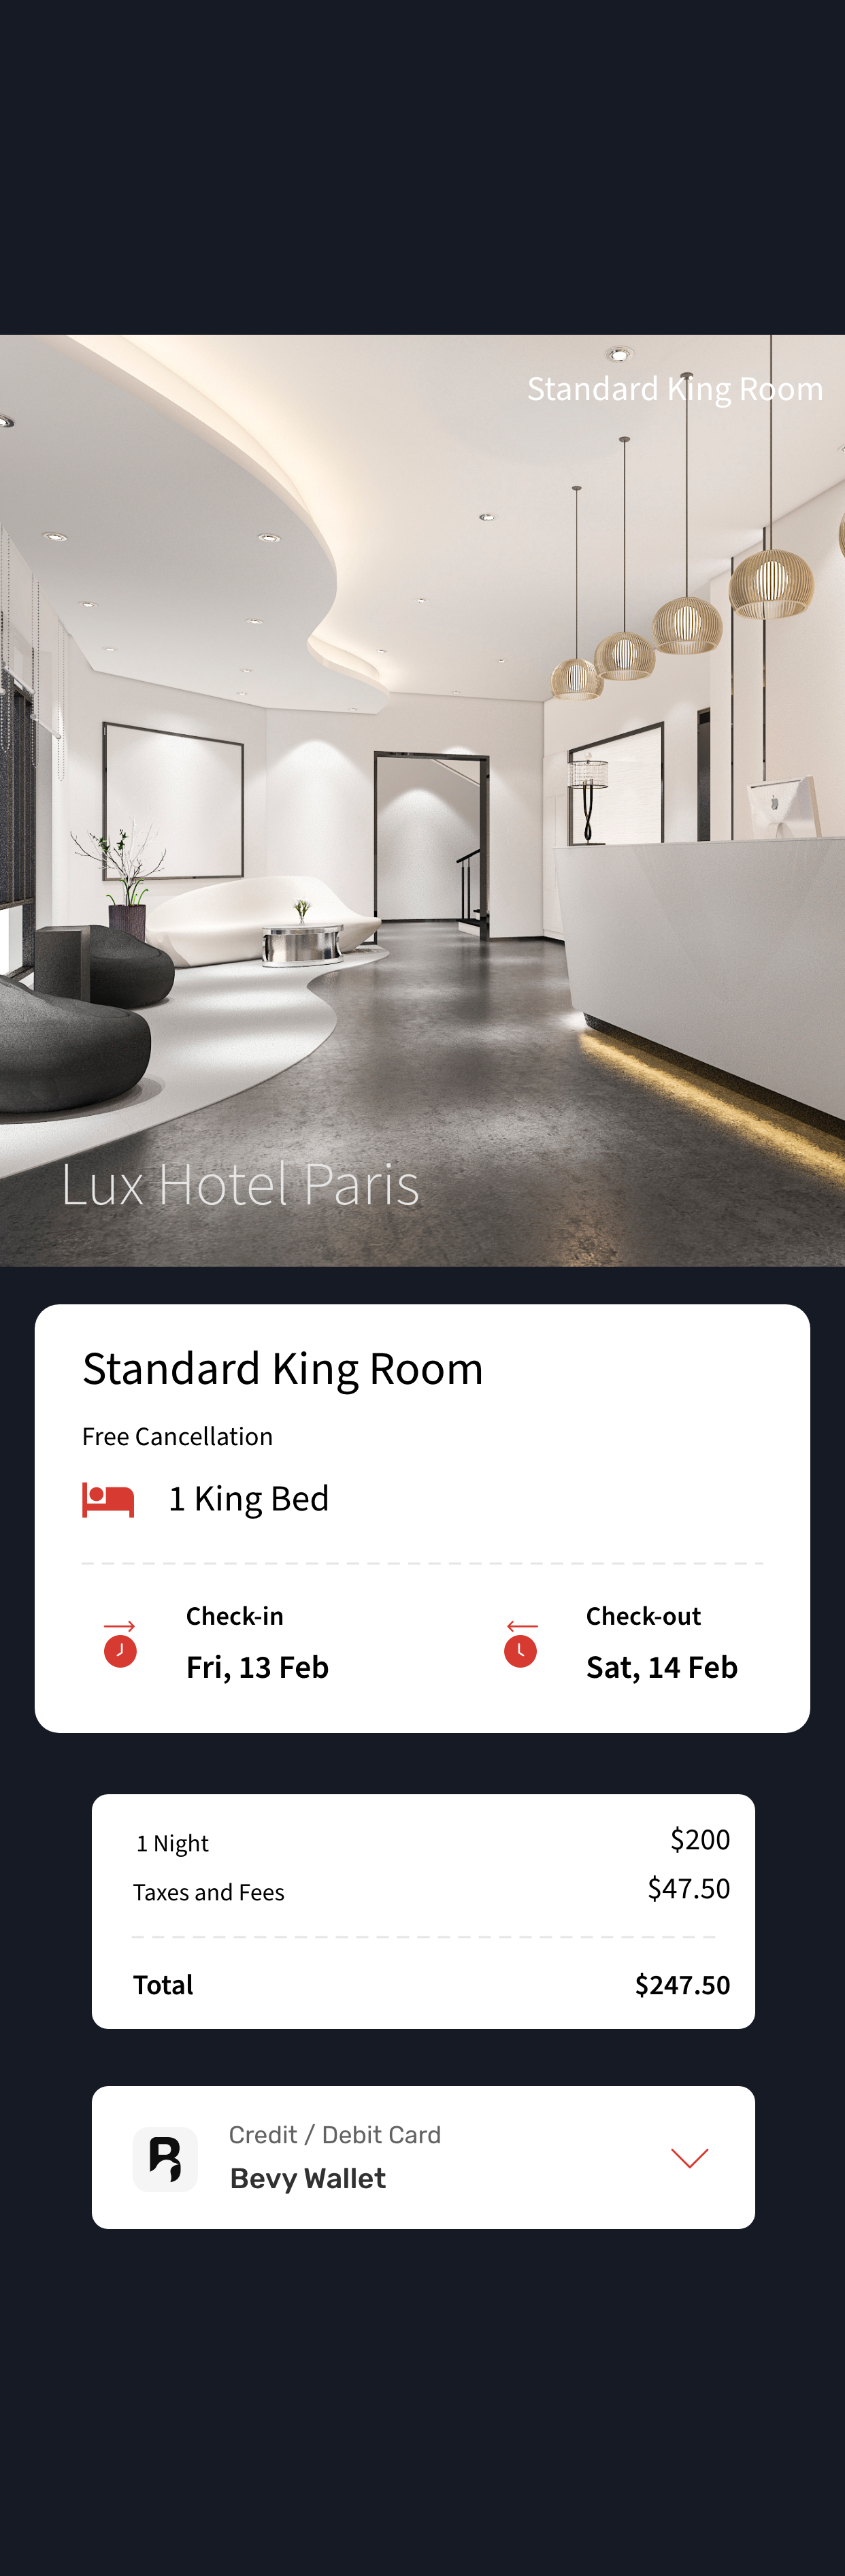 Standard King Room
Lux Hotel Paris
Standard King Room
Free Cancellation
1 King Bed
Check-in
Fri, 13 Feb
Check-out
Sat, 14 Feb
1 Night $200
Taxes and Fees $47.50
Total $247.50
Credit / Debit Card
Bevy Wallet